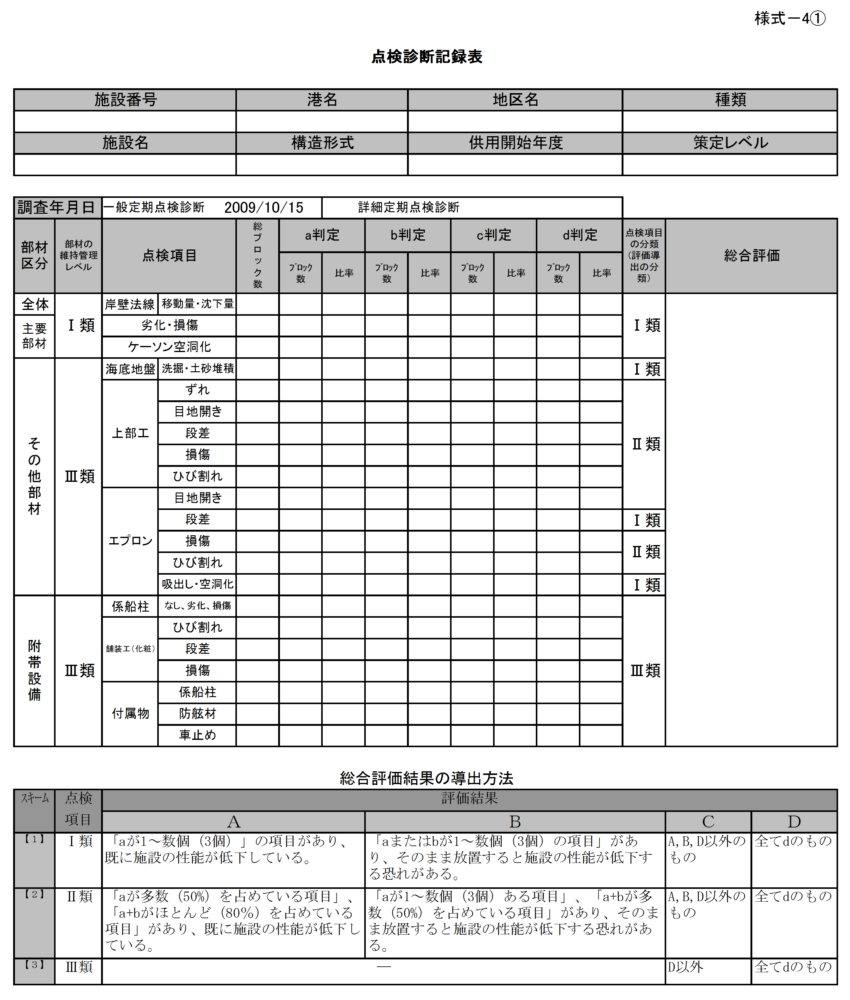 様式－4①
点検診断記録表
施設番号 港名 地区名 種類
施設名 構造形式 供用開始年度 策定レベル
調査年月日 一般定期点検診断 2009/10/15 詳細定期点検診断
部材
区分
部材の
維持管理
レベル
点検項目
総ブロック数
a判定 b判定 c判定 d判定
ﾌﾞﾛｯｸ
数
比率
ﾌﾞﾛｯｸ
数
比率
ﾌﾞﾛｯｸ
数
比率
ﾌﾞﾛｯｸ
数
比率
点検項目
の分類
（評価導
出の分
類）
総合評価
全体 Ⅰ類 岸壁法線 移動量・沈下量 Ⅰ類
主要
部材
劣化・損傷
ケーソン空洞化
その他部材 Ⅲ類 海底地盤 洗掘・土砂堆積 Ⅰ類
上部工 ずれ Ⅱ類
目地開き
段差
損傷
ひび割れ
エプロン 目地開き
段差 Ⅰ類
損傷 Ⅱ類
ひび割れ
吸出し・空洞化 Ⅰ類
附帯設備 Ⅲ類 係船柱 なし、劣化、損傷 Ⅲ類
舗装工（化粧） ひび割れ
段差
損傷
付属物 係船柱
防舷材
車止め
総合評価結果の導出方法
ｽｷｰﾑ 点検
項目
評価結果
A B C D
【1】 Ⅰ類
「aが1～数個（3個）」の項目があり、
既に施設の性能が低下している。
「aまたはbが1～数個（3個）の項目」があ
り、そのまま放置すると施設の性能が低下す
る恐れがある。
A,B,D以外の
もの
全てdのもの
【2】 Ⅱ類
「aが多数（50%）を占めている項目」、
「a+bがほとんど（80％）を占めている
項目」があり、既に施設の性能が低下し
ている。
「aが1～数個（3個）ある項目」、「a+bが多
数（50%）を占めている項目」があり、そのま
ま放置すると施設の性能が低下する恐れがあ
る。
A,B,D以外の
もの
全てdのもの
【3】 Ⅲ類 ― D以外 全てdのもの